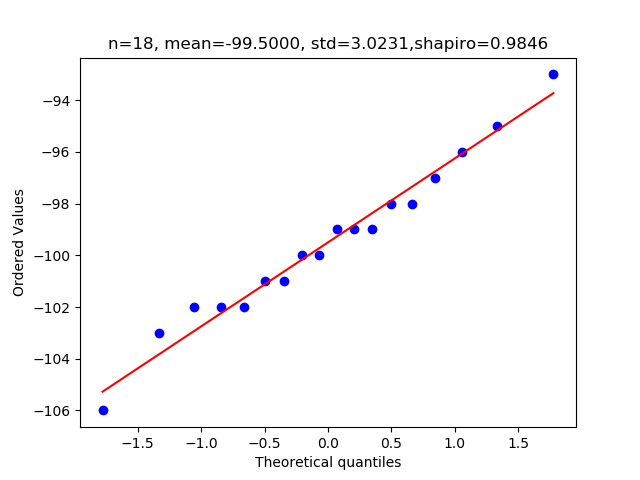 n=18, mean=-99.5000, std=3.0231,shapiro=0.9846
−94
−96
−98
−100
−102
−104
−106
Ordered Values
−1.5 −1.0 −0.5 0.0 0.5 1.0 1.5
Theoretical quantiles